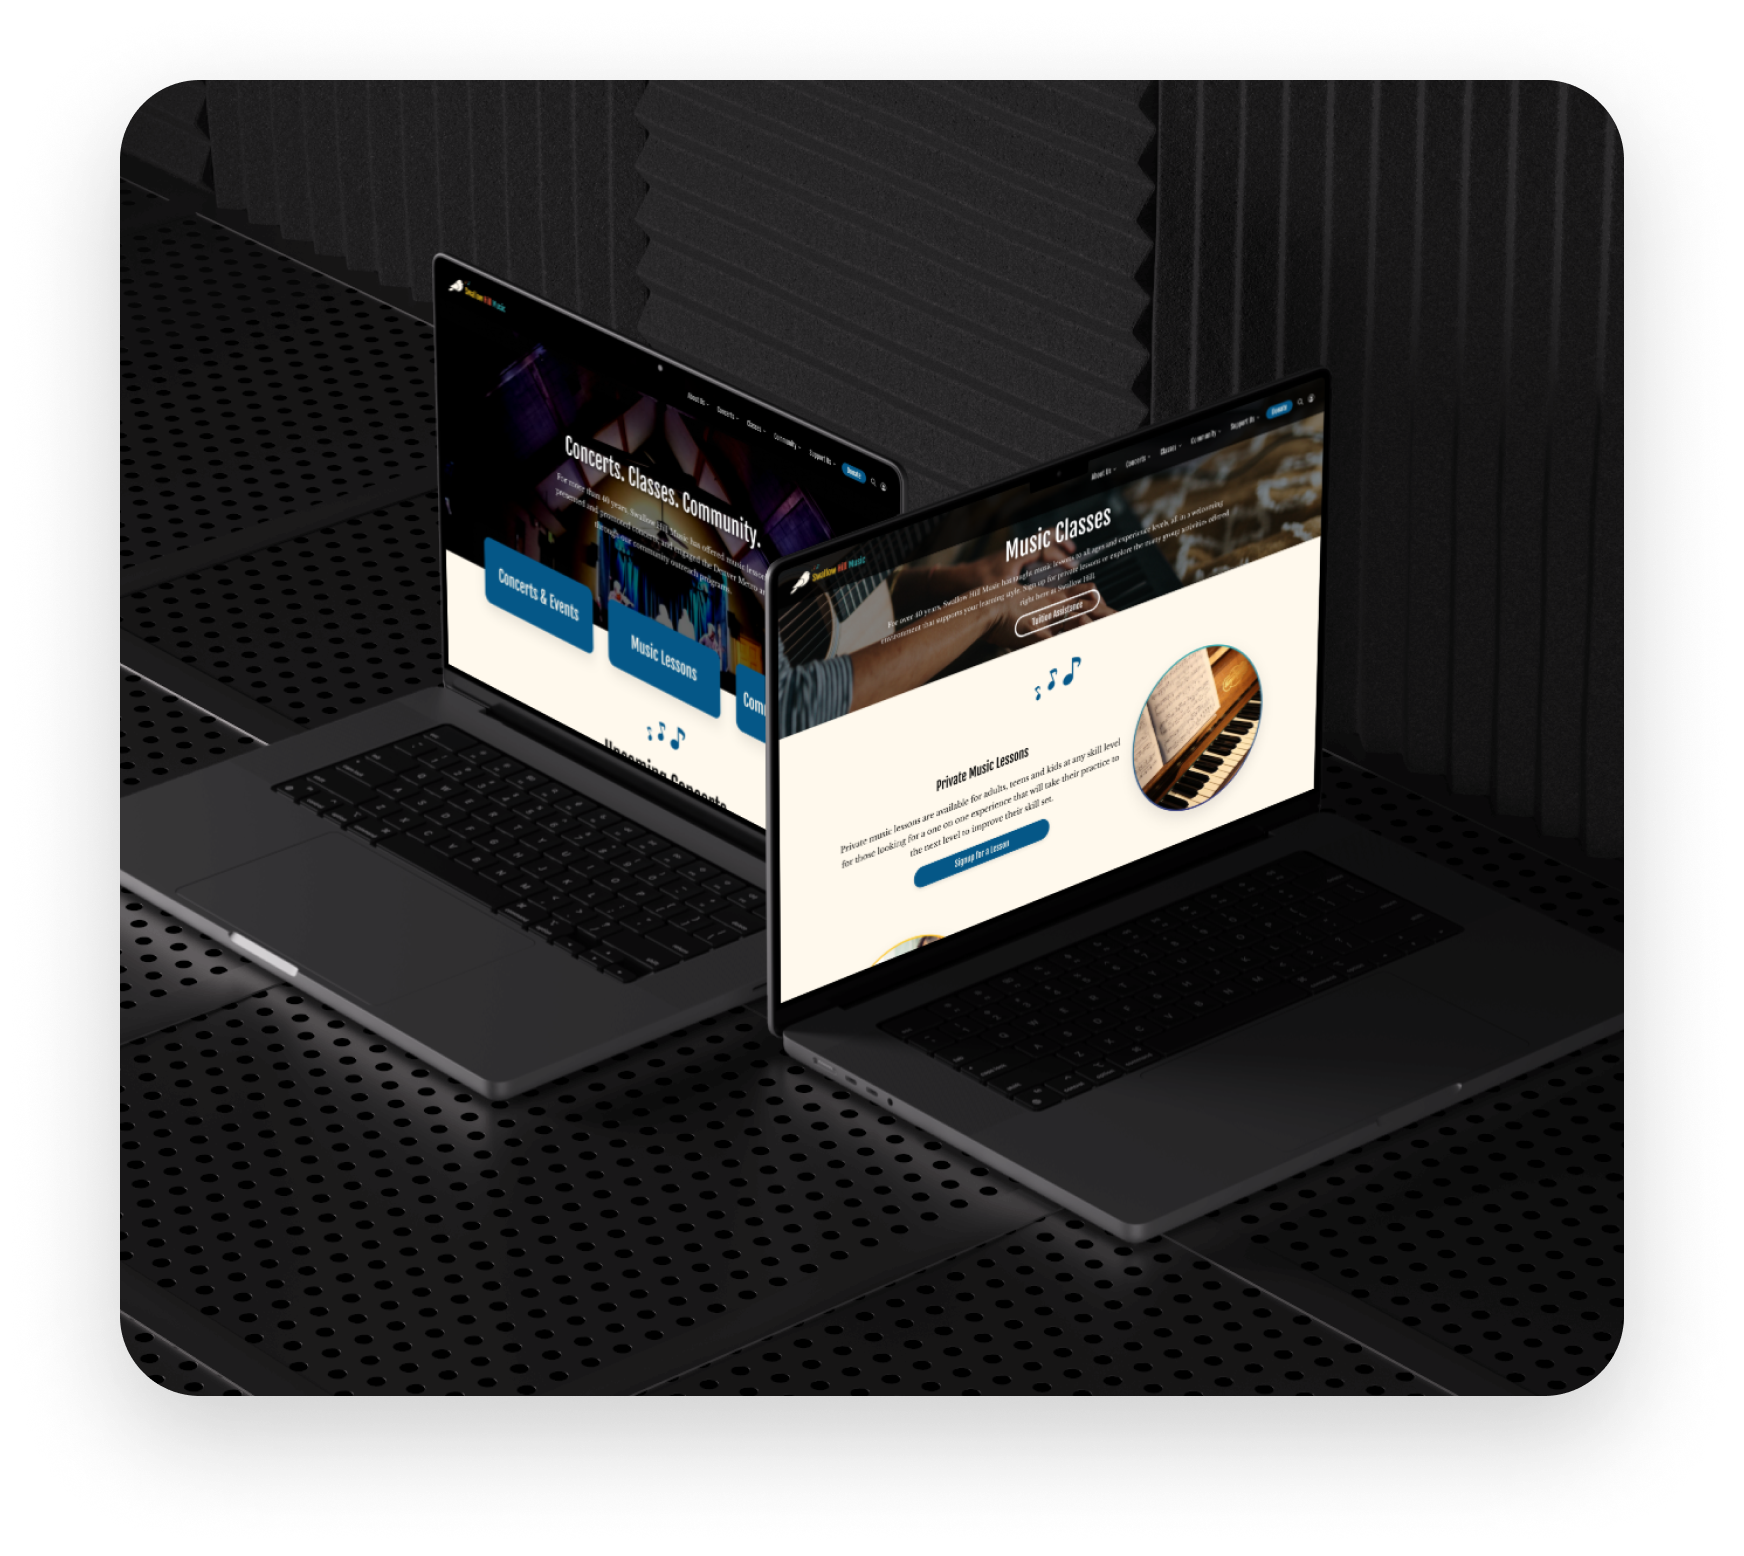 Swallow Hill Music
About Us
Concerts
Classes
Community
Support Us
Donate
Concerts. Classes. Community.
For more than 40 years, Swallow Hill Music has offered music lessons
presented and promoted concerts and engaged the Denver Metro
through our community outreach programs.
Concerts & Events
Music Lessons
Upcoming Concerts
Swallow Hill Music
About Us
Concerts
Classes
Community
Support Us
Donate
Music Classes
For over 40 years, Swallow Hill Music has taught music lessons to all ages and experience levels, all in a welcoming
environment that supports your learning style. Sign up for private lessons or explore the many group activities offered
right here at Swallow Hill.
Tuition Assistance
Private Music Lessons
Private music lessons are available for adults, teens and kids at any skill level
for those looking for a one on one experience that will take their practice to
the next level to improve their skill set.
Signup for a Lesson